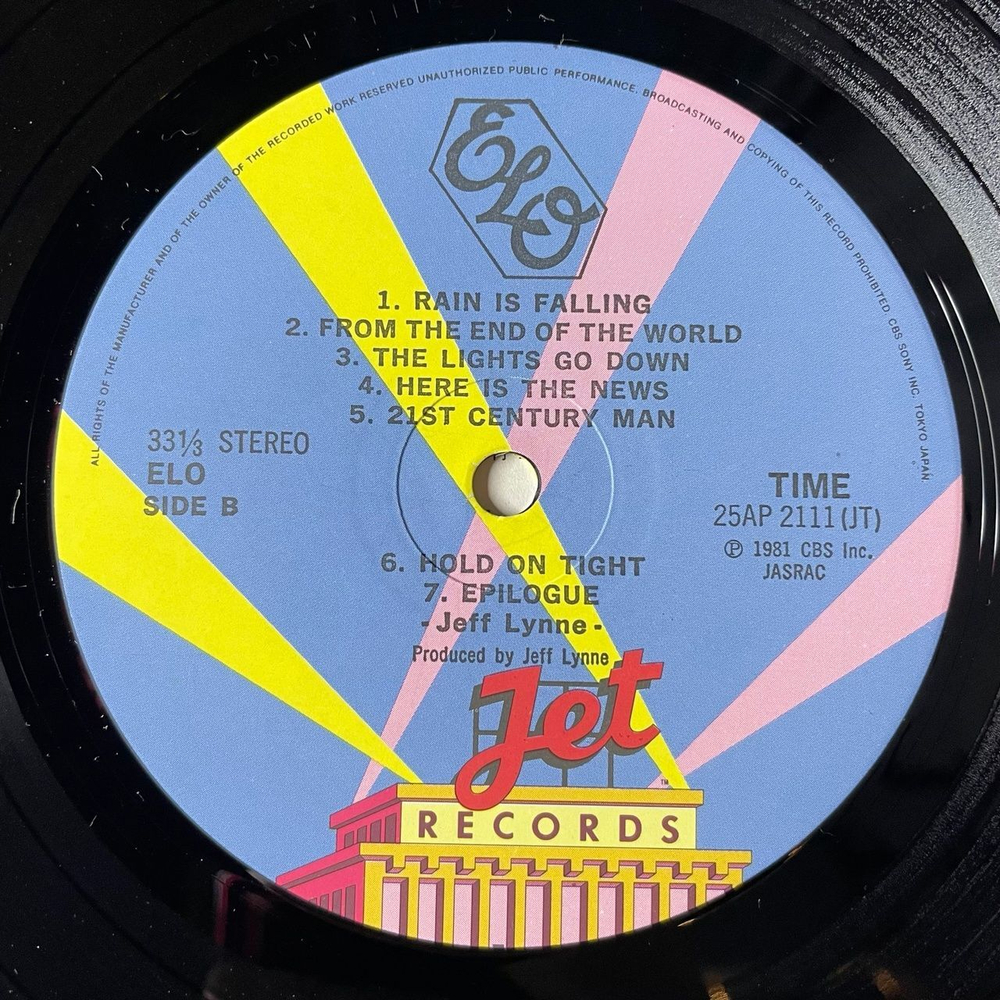 ALL RIGHTS OF THE MANUFACTURER AND OF THE OWNER OF THE RECORDED WORK RESERVED UNAUTHORIZED PUBLIC PERFORMANCE. BROADCASTING AND COPYING OF THIS RECORD PROHIBITED. CBS SONY INC. TOKYO JAPAN.
ELO
1. RAIN IS FALLING
2. FROM THE END OF THE WORLD
3. THE LIGHTS GO DOWN
4. HERE IS THE NEWS
5. 21ST CENTURY MAN
33⅓ STEREO
ELO
SIDE B
TIME
25AP 2111 (JT)
Ⓟ 1981 CBS Inc.
JASRAC
6. HOLD ON TIGHT
7. EPILOGUE
- Jeff Lynne -
Produced by Jeff Lynne
Jet
TM
RECORDS